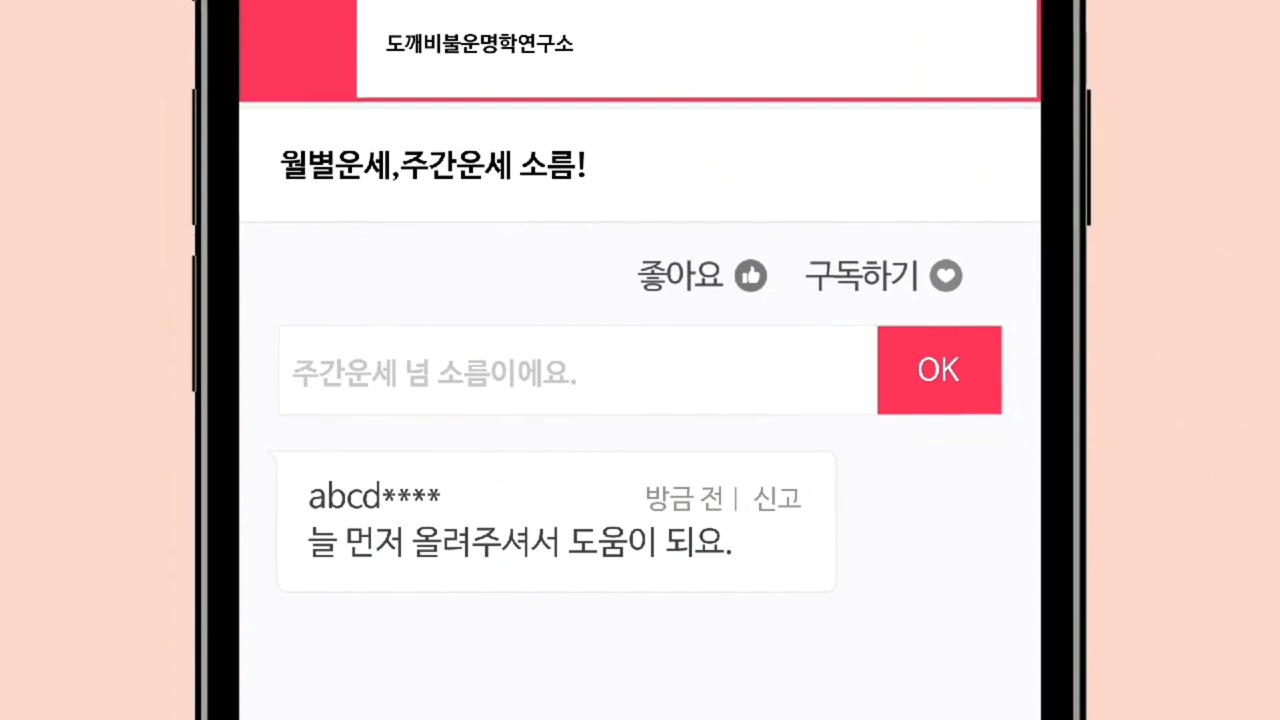 도깨비불운명학연구소
월별운세,주간운세 소름!
좋아요 구독하기
주간운세 넘 소름이에요.
OK
abcd**** 방금 전 | 신고
늘 먼저 올려주셔서 도움이 되요.